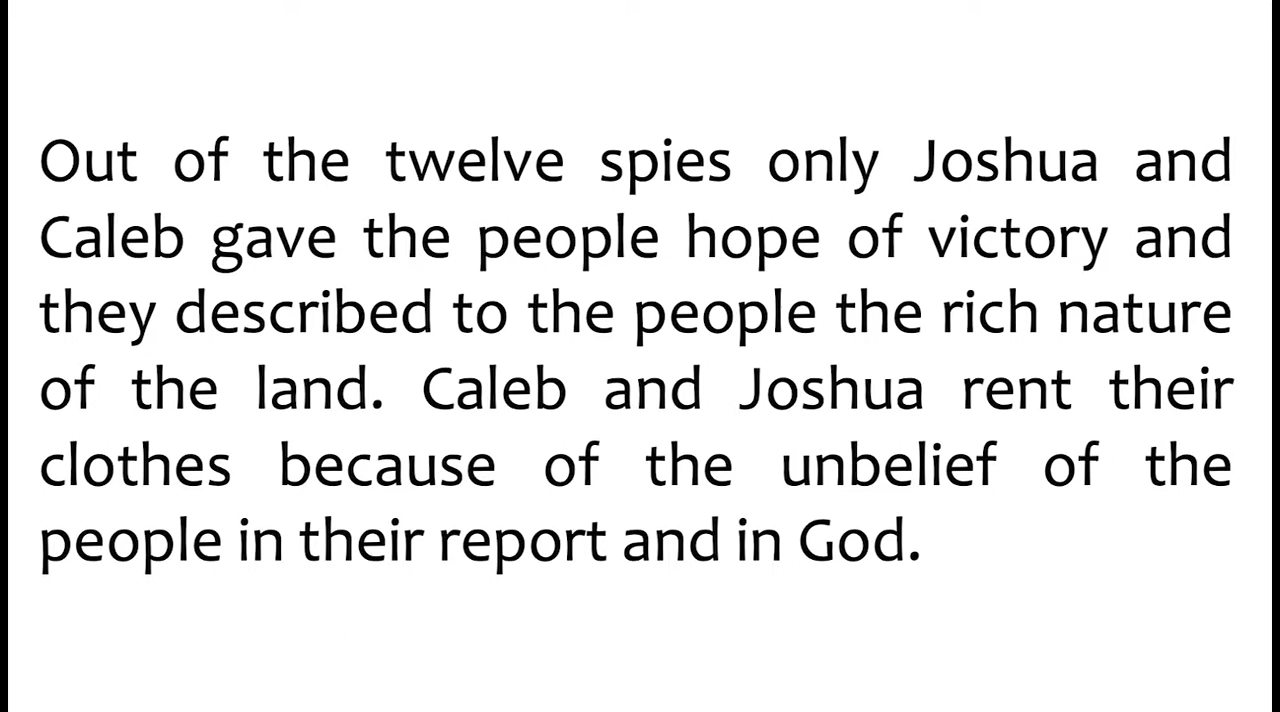 Out of the twelve spies only Joshua and
Caleb gave the people hope of victory and
they described to the people the rich nature
of the land. Caleb and Joshua rent their
clothes because of the unbelief of the
people in their report and in God.